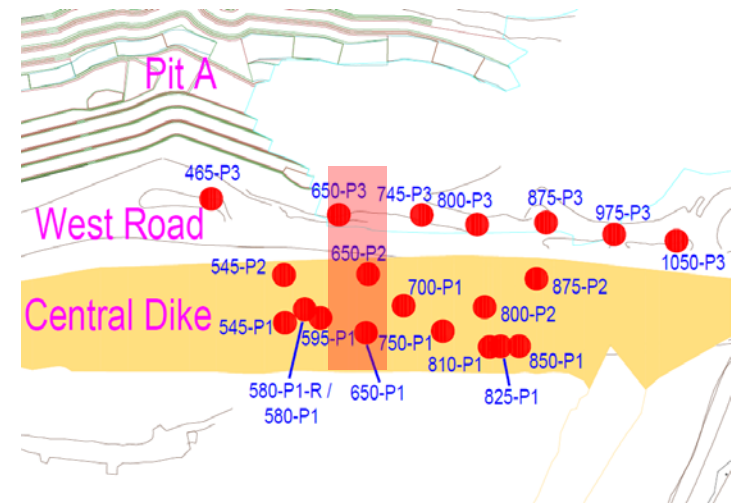 Pit A
465-P3
650-P3
745-P3
800-P3
875-P3
975-P3
1050-P3
West Road
650-P2
545-P2
875-P2
700-P1
800-P2
Central Dike
545-P1
595-P1
750-P1
810-P1
850-P1
580-P1-R /
580-P1
650-P1
825-P1